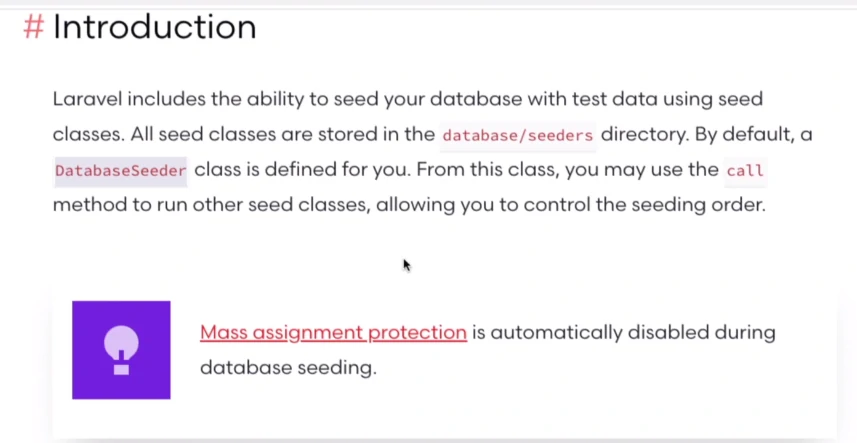 # Introduction
Laravel includes the ability to seed your database with test data using seed
classes. All seed classes are stored in the database/seeders directory. By default, a
DatabaseSeeder class is defined for you. From this class, you may use the call
method to run other seed classes, allowing you to control the seeding order.
Mass assignment protection is automatically disabled during
database seeding.